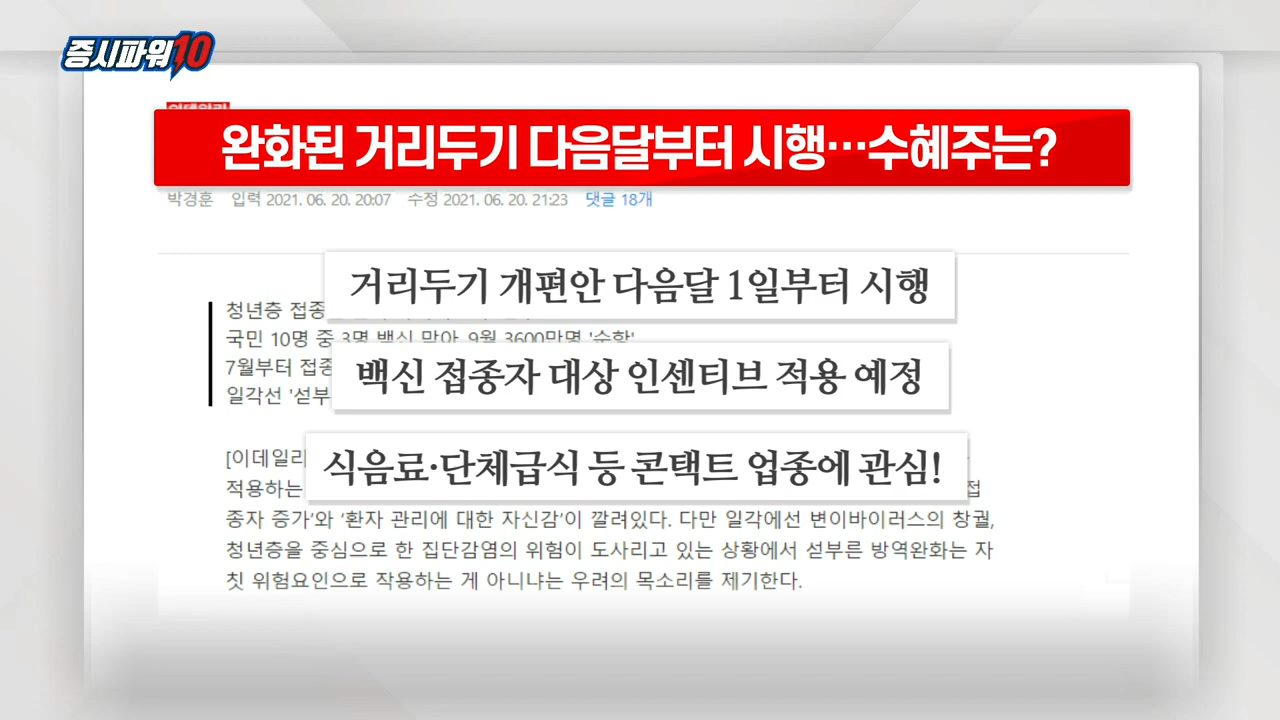 증시파워10
이데일리
완화된 거리두기 다음달부터 시행…수혜주는?
박경훈 입력 2021. 06. 20. 20:07 수정 2021. 06. 20. 21:23 댓글 18개
거리두기 개편안 다음달 1일부터 시행
청년층
국민 10명 중 3명 백신 맞아, 9월 3600만명 '순항'
백신 접종자 대상 인센티브 적용 예정
7월부터
일각선
식음료·단체급식 등 콘택트 업종에 관심!
[이데일리
적용하는
종자 증가'와 '환자 관리에 대한 자신감'이 깔려있다. 다만 일각에선 변이바이러스의 창궐,
청년층을 중심으로 한 집단감염의 위험이 도사리고 있는 상황에서 섣부른 방역완화는 자
칫 위험요인으로 작용하는 게 아니냐는 우려의 목소리를 제기한다.